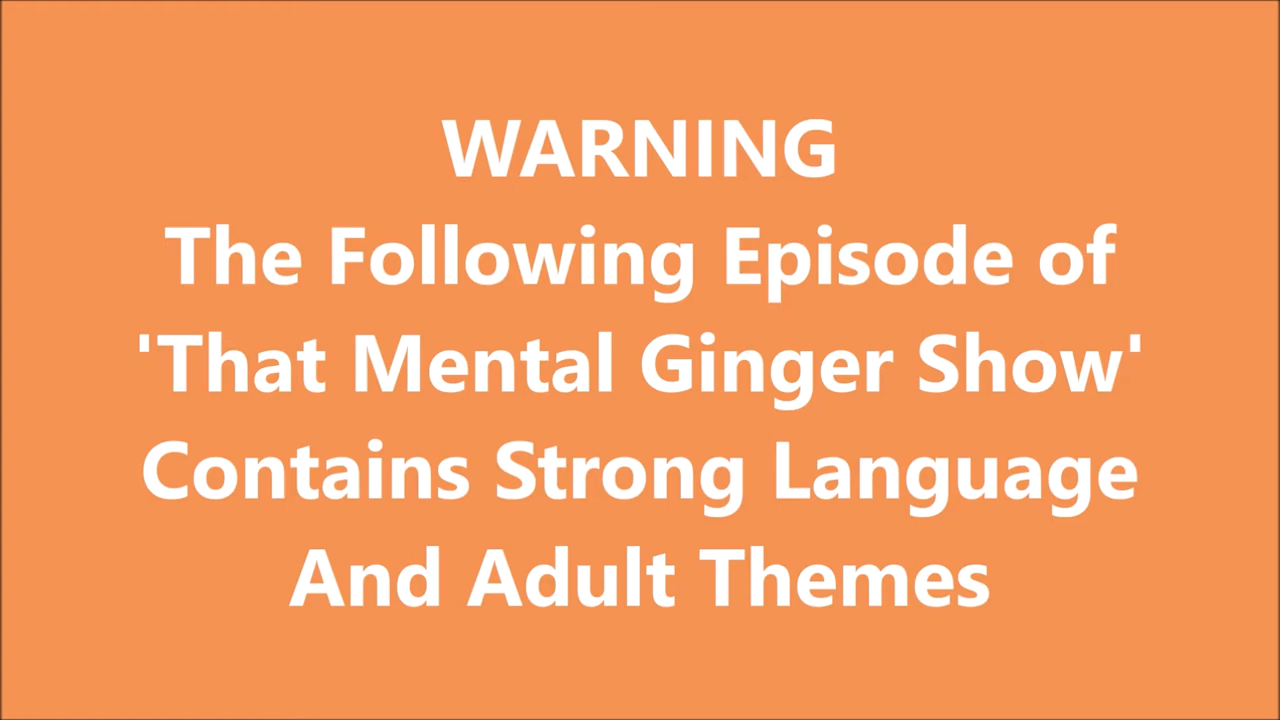 WARNING
The Following Episode of
'That Mental Ginger Show'
Contains Strong Language
And Adult Themes